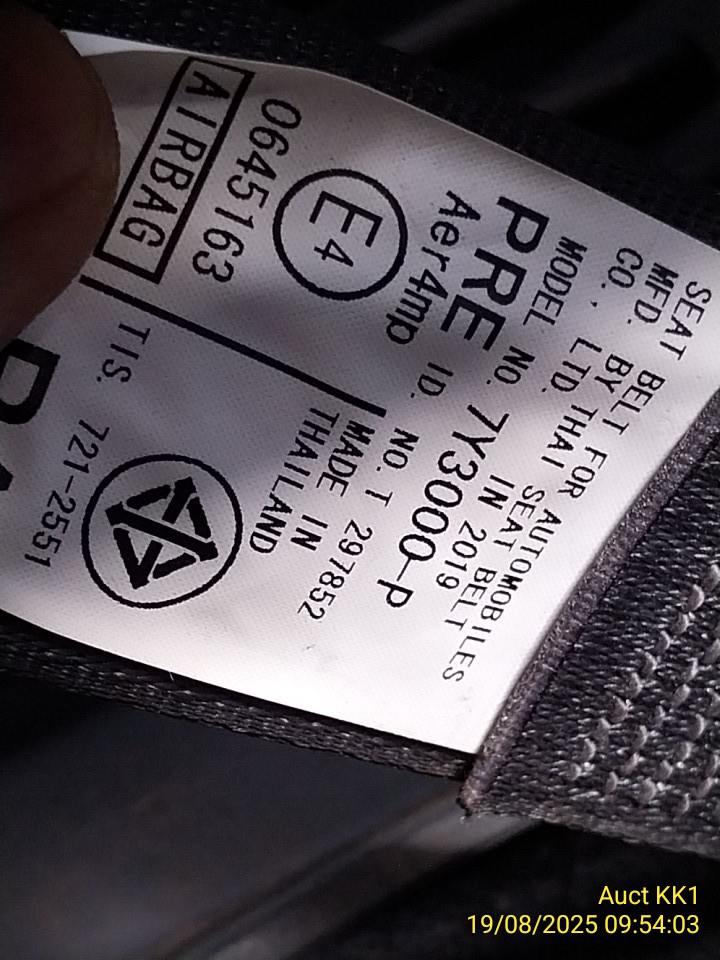 SEAT BELT FOR AUTOMOBILES
MFD. BY THAI SEAT BELT
CO., LTD. IN 2019
MODEL NO. 7Y3000-P
PRE ID. NO. T 297852
Aer4mp
E4
MADE IN
THAILAND
0645163
AIRBAG
TIS. 721-2551
Auct KK1
19/08/2025 09:54:03